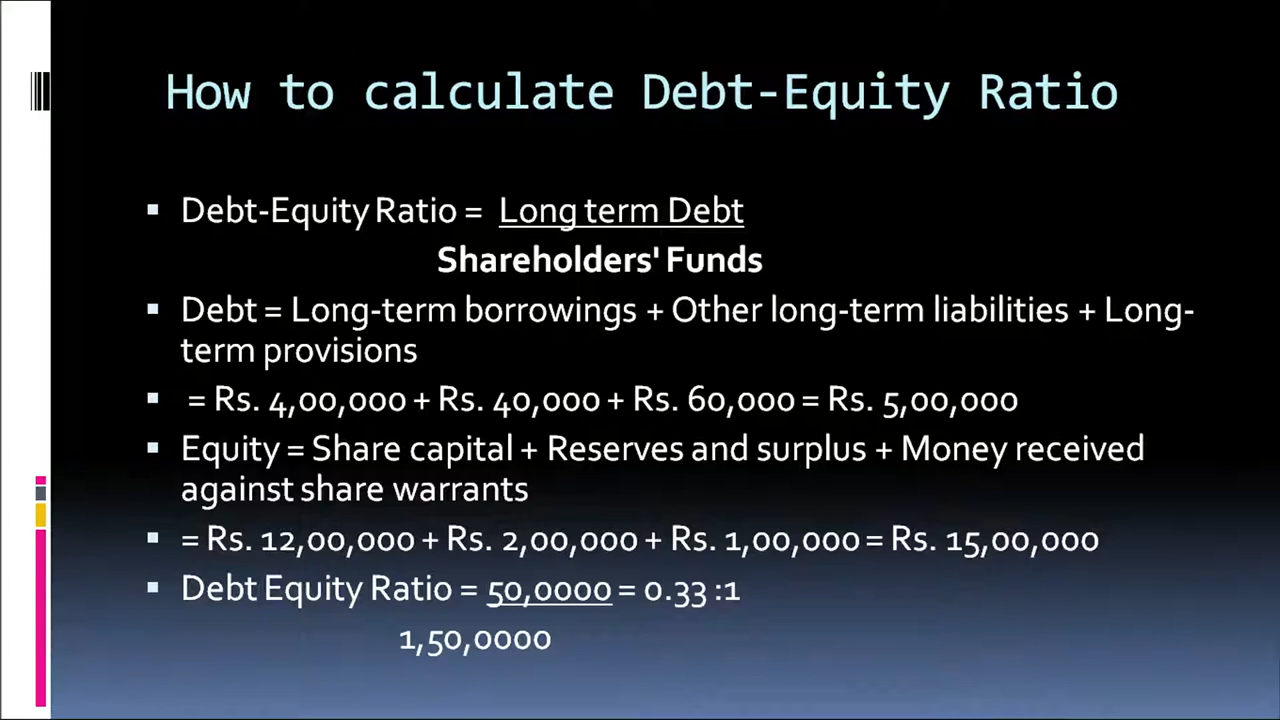 How to calculate Debt-Equity Ratio
▪ Debt-Equity Ratio = Long term Debt
Shareholders' Funds
▪ Debt = Long-term borrowings + Other long-term liabilities + Long-
term provisions
▪ = Rs. 4,00,000 + Rs. 40,000 + Rs. 60,000 = Rs. 5,00,000
▪ Equity = Share capital + Reserves and surplus + Money received
against share warrants
▪ = Rs. 12,00,000 + Rs. 2,00,000 + Rs. 1,00,000 = Rs. 15,00,000
▪ Debt Equity Ratio = 50,0000 = 0.33 :1
1,50,0000